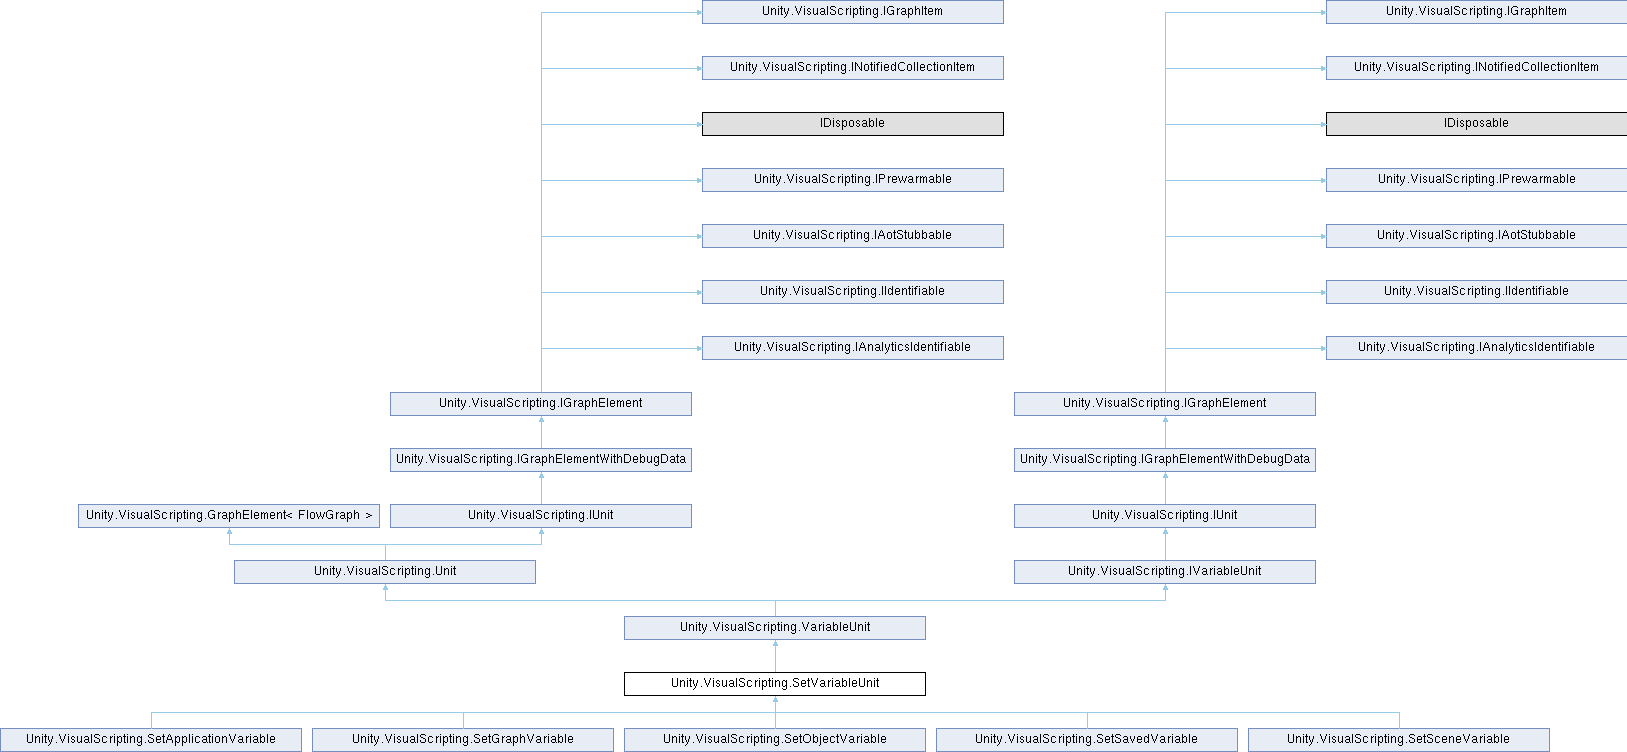 Unity.VisualScripting.IGraphItem
Unity.VisualScripting.IGraphItem
Unity.VisualScripting.INotifiedCollectionItem
Unity.VisualScripting.INotifiedCollectionItem
IDisposable
IDisposable
Unity.VisualScripting.IPrewarmable
Unity.VisualScripting.IPrewarmable
Unity.VisualScripting.IAotStubbable
Unity.VisualScripting.IAotStubbable
Unity.VisualScripting.IIdentifiable
Unity.VisualScripting.IIdentifiable
Unity.VisualScripting.IAnalyticsIdentifiable
Unity.VisualScripting.IAnalyticsIdentifiable
Unity.VisualScripting.IGraphElement
Unity.VisualScripting.IGraphElement
Unity.VisualScripting.IGraphElementWithDebugData
Unity.VisualScripting.IGraphElementWithDebugData
Unity.VisualScripting.GraphElement< FlowGraph >
Unity.VisualScripting.IUnit
Unity.VisualScripting.IUnit
Unity.VisualScripting.Unit
Unity.VisualScripting.IVariableUnit
Unity.VisualScripting.VariableUnit
Unity.VisualScripting.SetVariableUnit
Unity.VisualScripting.SetApplicationVariable
Unity.VisualScripting.SetGraphVariable
Unity.VisualScripting.SetObjectVariable
Unity.VisualScripting.SetSavedVariable
Unity.VisualScripting.SetSceneVariable